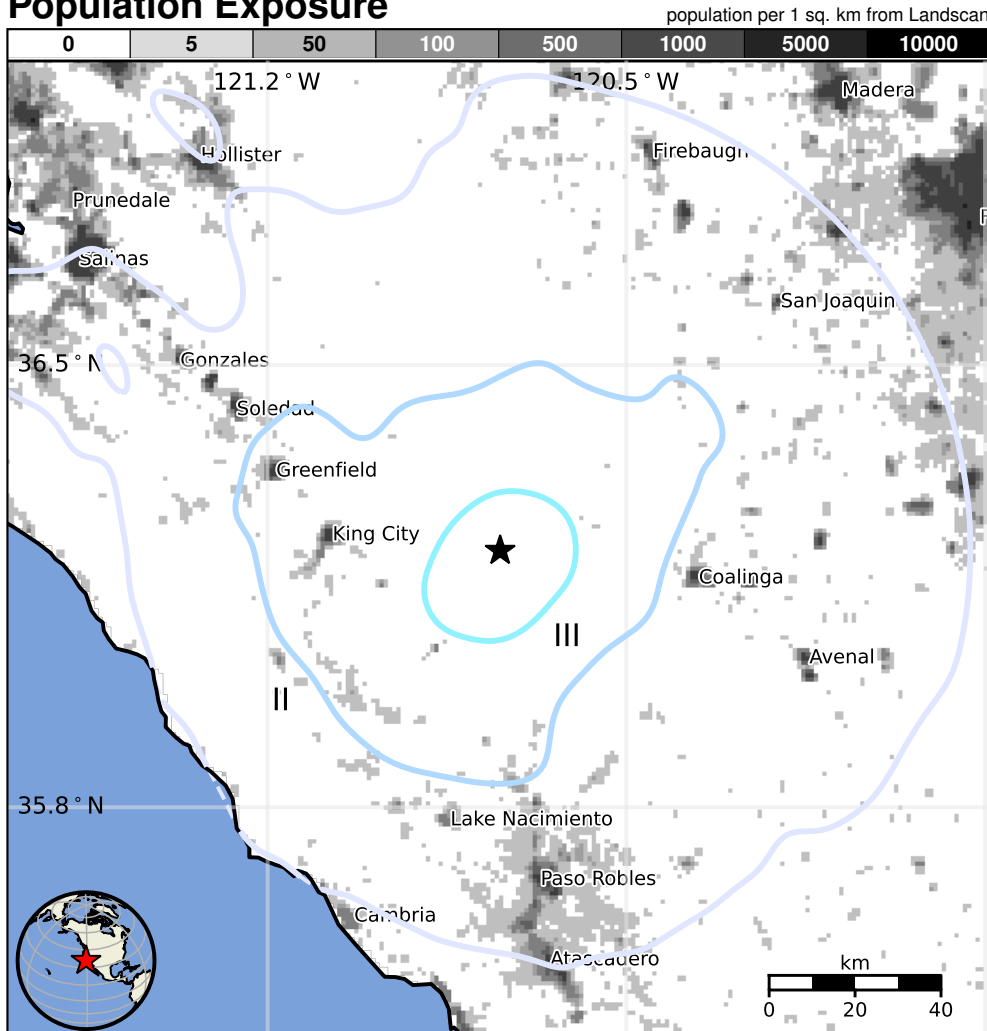 Population Exposure
population per 1 sq. km from Landscan
0 5 50 100 500 1000 5000 10000
121.2°W 120.5°W
Madera
Hollister
Firebaugh
Prunedale
F
Salinas
San Joaquin
36.5°N
Gonzales
Soledad
Greenfield
King City
Coalinga
III
Avenal
II
35.8°N
Lake Nacimiento
Paso Robles
Cambria
Atascadero
km
0 20 40